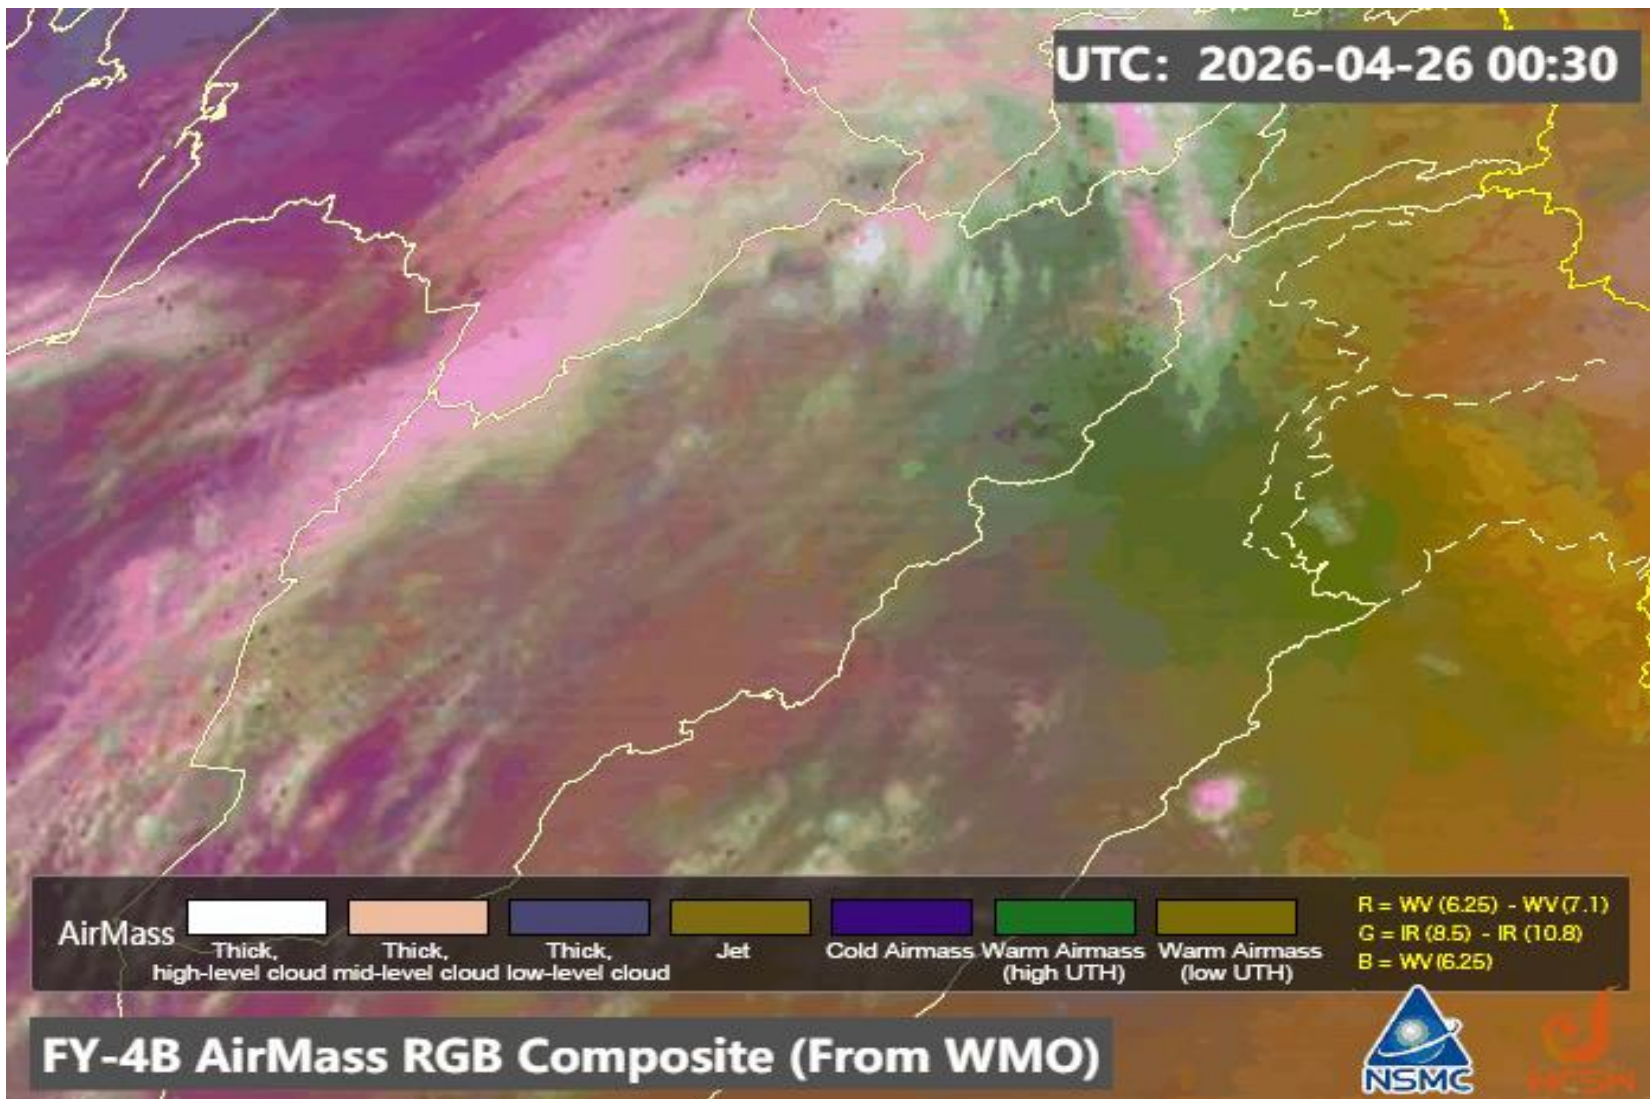 UTC: 2026-04-26 00:30
AirMass
Thick,
high-level cloud
Thick,
mid-level cloud
Thick,
low-level cloud
Jet
Cold Airmass
Warm Airmass
(high UTH)
Warm Airmass
(low UTH)
R = WV (6.25) - WV (7.1)
G = IR (8.5) - IR (10.8)
B = WV (6.25)
FY-4B AirMass RGB Composite (From WMO)
NSMC